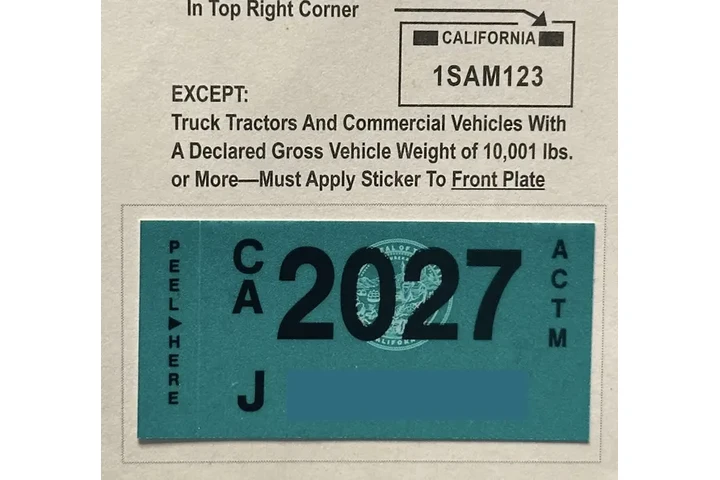 In Top Right Corner
CALIFORNIA
1SAM123
EXCEPT:
Truck Tractors And Commercial Vehicles With
A Declared Gross Vehicle Weight of 10,001 lbs.
or More—Must Apply Sticker To Front Plate
PEEL▶HERE
CA
2027
J
ACTM